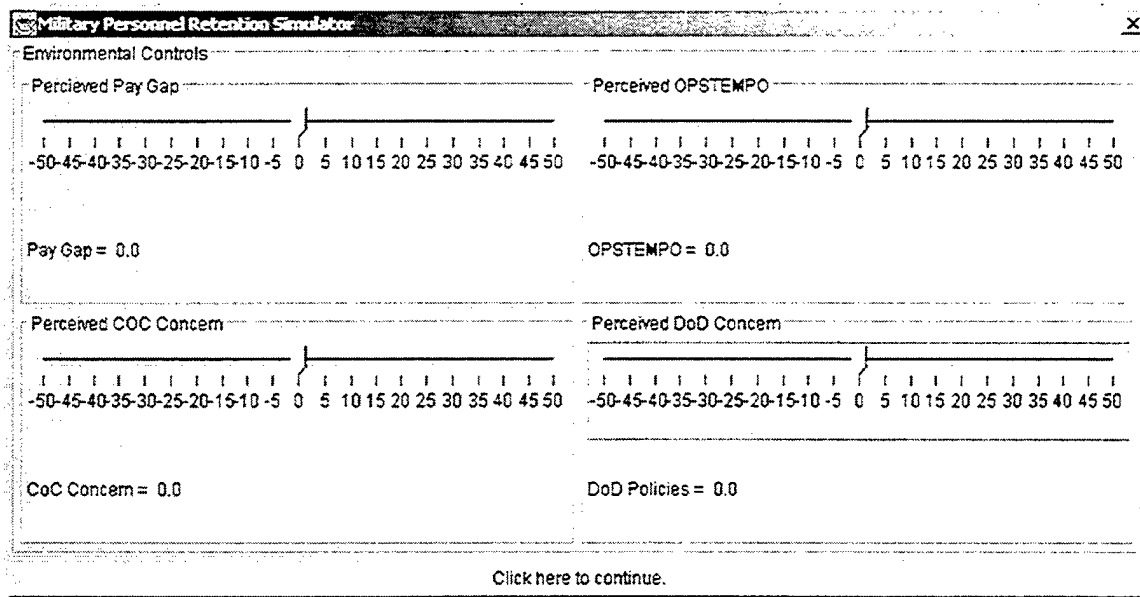 Military Personnel Retention Simulator
Environmental Controls
Percieved Pay Gap
-50-45-40-35-30-25-20-15-10 -5 0 5 10 15 20 25 30 35 40 45 50
Pay Gap = 0.0
Perceived OPSTEMPO
-50-45-40-35-30-25-20-15-10 -5 0 5 10 15 20 25 30 35 40 45 50
OPSTEMPO = 0.0
Perceived COC Concern
-50-45-40-35-30-25-20-15-10 -5 0 5 10 15 20 25 30 35 40 45 50
CoC Concern = 0.0
Perceived DoD Concern
-50-45-40-35-30-25-20-15-10 -5 0 5 10 15 20 25 30 35 40 45 50
DoD Policies = 0.0
Click here to continue.